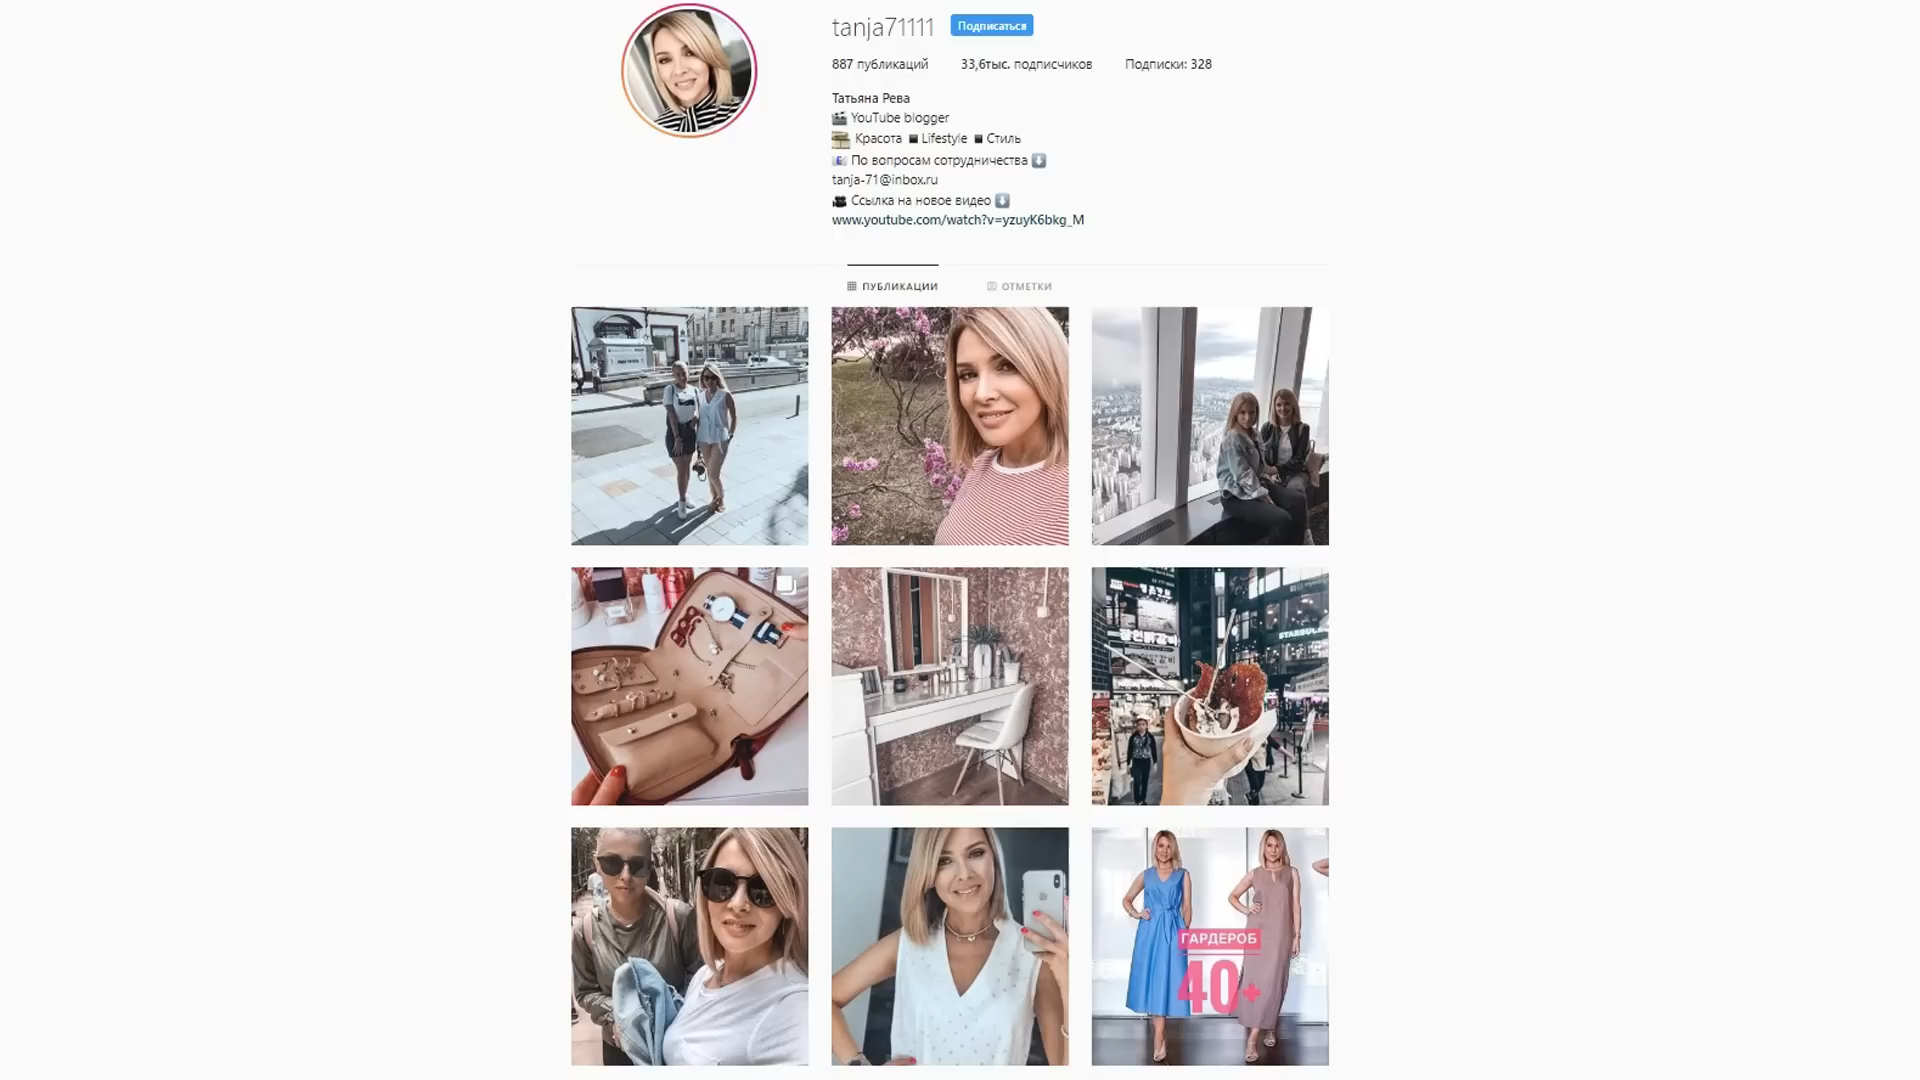 tanja71111 Подписаться
887 публикаций 33,6тыс. подписчиков Подписки: 328
Татьяна Рева
YouTube blogger
Красота Lifestyle Стиль
По вопросам сотрудничества
tanja-71@inbox.ru
Ссылка на новое видео
www.youtube.com/watch?v=yzuyK6bkg_M
ПУБЛИКАЦИИ ОТМЕТКИ
ГАРДЕРОБ
40+